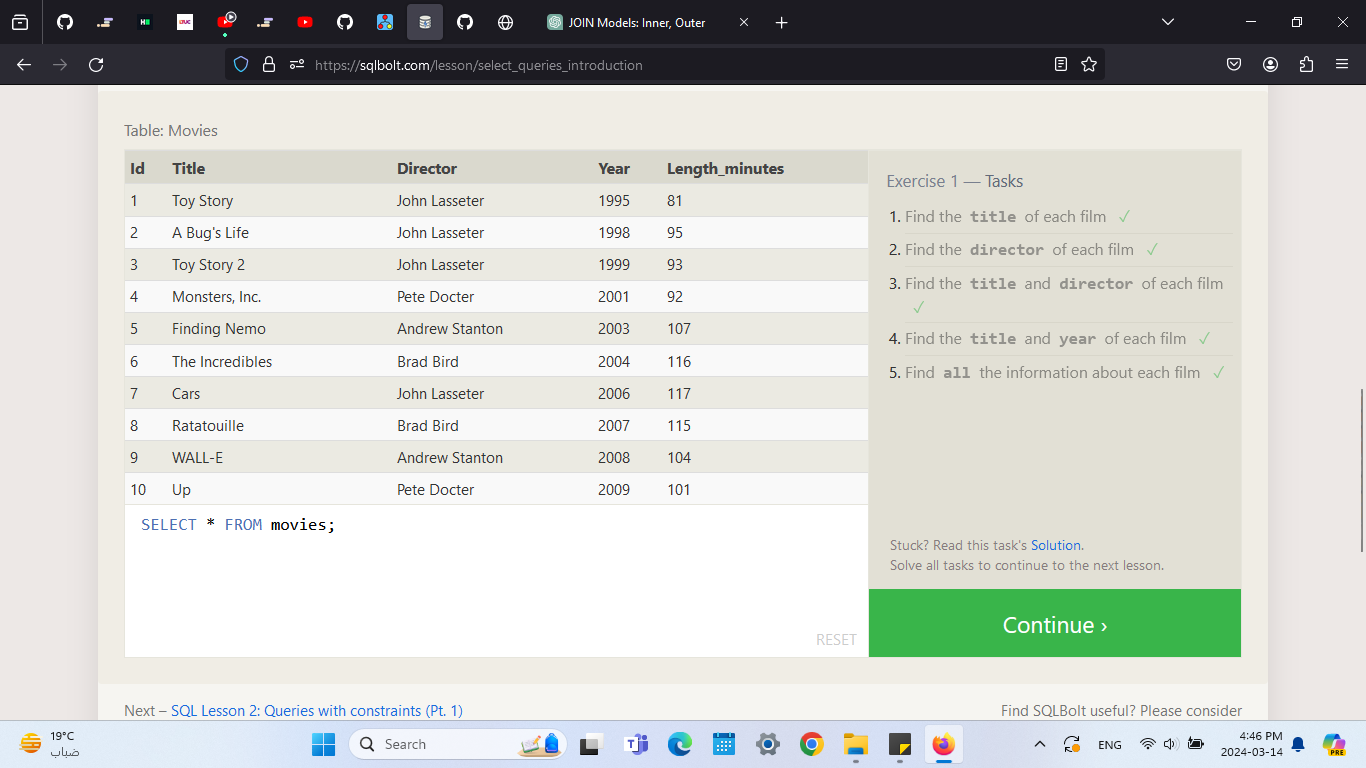 JOIN Models: Inner, Outer
https://sqlbolt.com/lesson/select_queries_introduction
Table: Movies
Id Title Director Year Length_minutes
1 Toy Story John Lasseter 1995 81
2 A Bug's Life John Lasseter 1998 95
3 Toy Story 2 John Lasseter 1999 93
4 Monsters, Inc. Pete Docter 2001 92
5 Finding Nemo Andrew Stanton 2003 107
6 The Incredibles Brad Bird 2004 116
7 Cars John Lasseter 2006 117
8 Ratatouille Brad Bird 2007 115
9 WALL-E Andrew Stanton 2008 104
10 Up Pete Docter 2009 101
SELECT * FROM movies;
RESET
Exercise 1 — Tasks
1. Find the title of each film ✓
2. Find the director of each film ✓
3. Find the title and director of each film
✓
4. Find the title and year of each film ✓
5. Find all the information about each film ✓
Stuck? Read this task's Solution.
Solve all tasks to continue to the next lesson.
Continue ›
Next – SQL Lesson 2: Queries with constraints (Pt. 1)
Find SQLBolt useful? Please consider
19°C
ضباب
Search
ENG
4:46 PM
2024-03-14
PRE